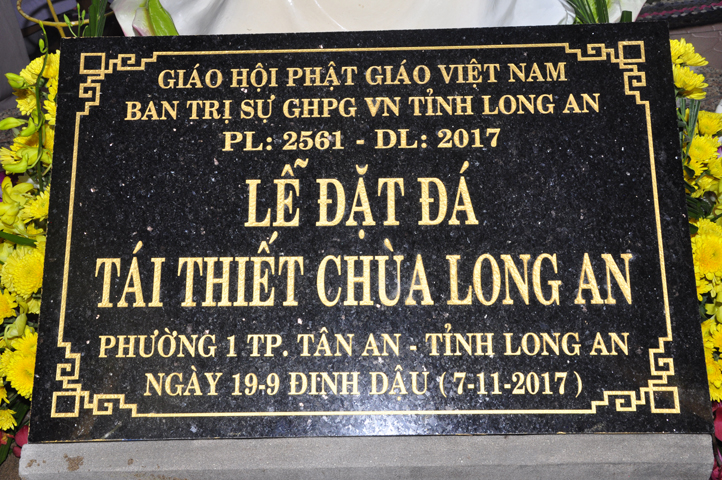 GIÁO HỘI PHẬT GIÁO VIỆT NAM
BAN TRỊ SỰ GHPG VN TỈNH LONG AN
PL: 2561 - DL: 2017
LỄ ĐẶT ĐÁ
TÁI THIẾT CHÙA LONG AN
PHƯỜNG 1 TP. TÂN AN - TỈNH LONG AN
NGÀY 19-9 ĐINH DẬU ( 7-11-2017 )